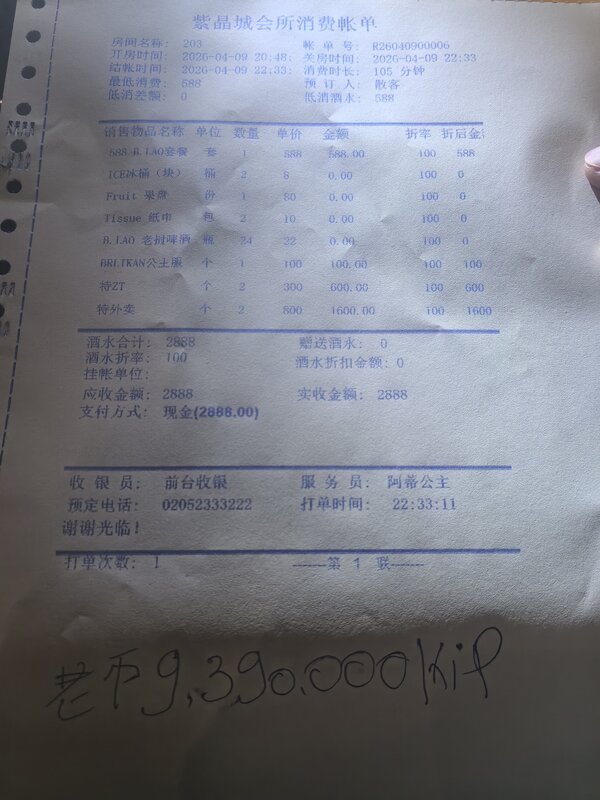 紫晶城会所消费帐单
房间名称: 203 帐 单 号: R26040900006
开房时间: 2026-04-09 20:48: 关房时间: 2026-04-09 22:33
结帐时间: 2026-04-09 22:33: 消费时长: 105 分钟
最低消费: 588 预 订 人: 散客
低消差额: 0 低消酒水: 588
销售物品名称 单位 数量 单价 金额 折率 折后金
588.B.LAO套餐 套 1 588 588.00 100 588
ICE冰桶（块） 桶 2 8 0.00 100 0
Fruit 果盘 份 1 80 0.00 100 0
Tissue 纸巾 包 2 10 0.00 100 0
B.LAO 老挝啤酒 瓶 24 22 0.00 100 0
BRLIKAN公主服 个 1 100 100.00 100 100
特ZT 个 2 300 600.00 100 600
特外卖 个 2 800 1600.00 100 1600
酒水合计: 2888 赠送酒水: 0
酒水折率: 100 酒水折扣金额: 0
挂帐单位:
应收金额: 2888 实收金额: 2888
支付方式: 现金(2888.00)
收 银 员: 前台收银 服 务 员: 阿蒂公主
预定电话: 02052333222 打单时间: 22:33:11
谢谢光临!
打单次数: 1 -------第 1 联-------
老币9,390.000Kip